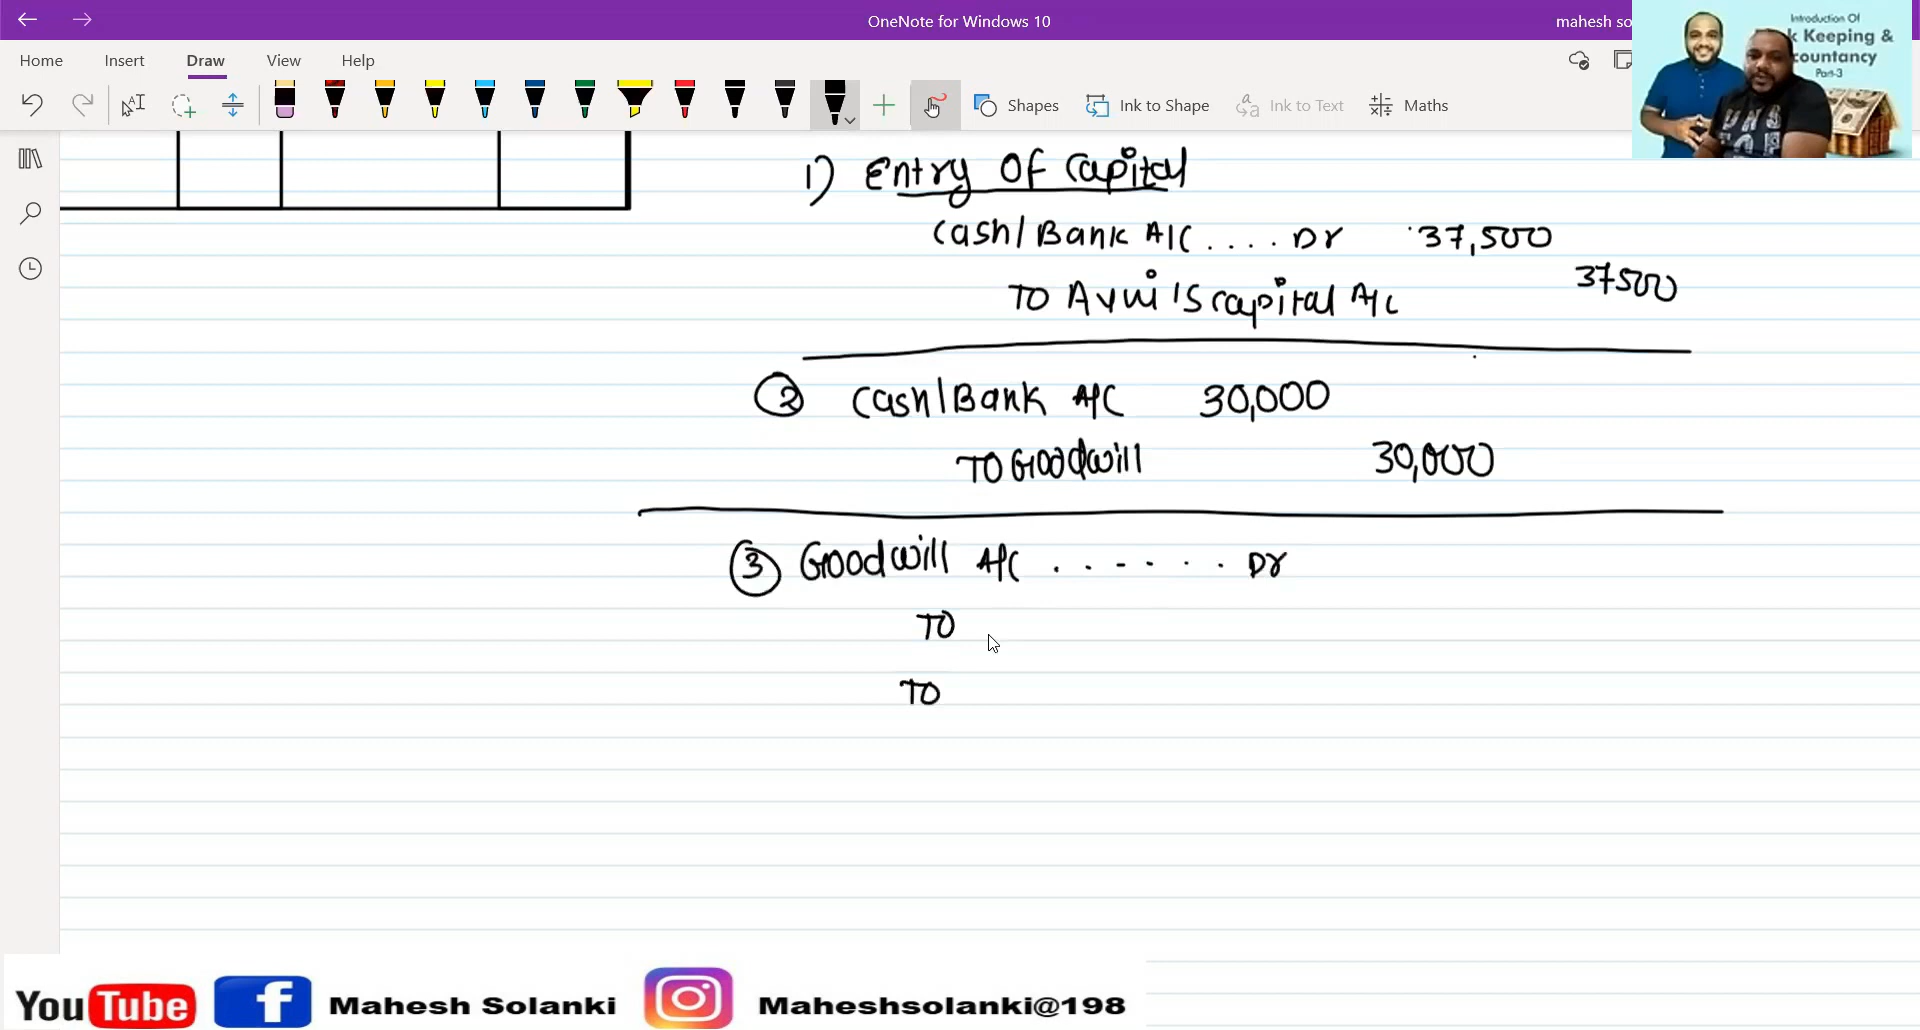 OneNote for Windows 10
mahesh so
Home Insert Draw View Help
Shapes Ink to Shape Ink to Text Maths
Introduction Of
k Keeping &
countancy
Part-3
1) Entry Of Capital
Cash/Bank A/C .... Dr 37,500
To Avni's capital A/c 37500
2 Cash/Bank A/C 30,000
To Goodwill 30,000
3 Goodwill A/C ...... Dr
To
To
YouTube f Mahesh Solanki Maheshsolanki@198